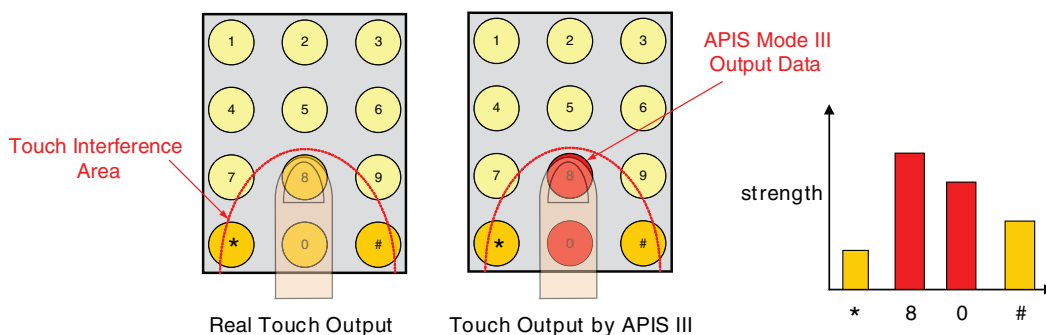 1 2 3
4 5 6
7 8 9
* 0 #
Touch Interference
Area
Real Touch Output
1 2 3
4 5 6
7 8 9
* 0 #
APIS Mode III
Output Data
Touch Output by APIS III
strength
* 8 0 #